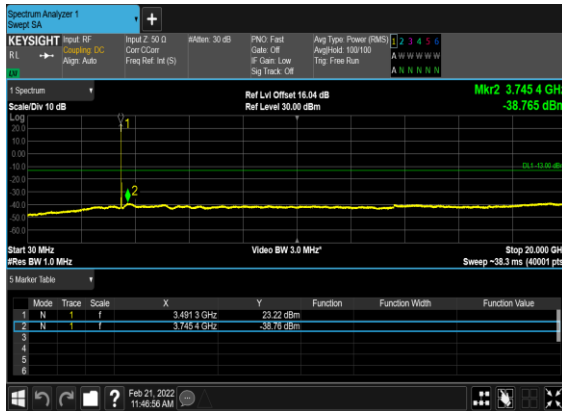 Spectrum Analyzer 1
Swept SA
KEYSIGHT Input: RF Input Z: 50 Ω #Atten: 30 dB PNO: Fast Avg Type: Power (RMS) 1 2 3 4 5 6
RL Coupling: DC Corr CCorr Gate: Off Avg|Hold: 100/100 A W W W W W
Align: Auto Freq Ref: Int (S) IF Gain: Low Trig: Free Run
Sig Track: Off A N N N N N
1 Spectrum Ref Lvl Offset 16.04 dB Mkr2 3.745 4 GHz
Scale/Div 10 dB Ref Level 30.00 dBm -38.765 dBm
Log
20.0
10.0
0.00
-10.0
DL1 -13.00 dBm
-20.0
-30.0
-40.0
-50.0
-60.0
1
2
Start 30 MHz Video BW 3.0 MHz* Stop 20.000 GHz
#Res BW 1.0 MHz Sweep ~38.3 ms (40001 pts)
5 Marker Table
Mode Trace Scale X Y Function Function Width Function Value
1 N 1 f 3.491 3 GHz 23.22 dBm
2 N 1 f 3.745 4 GHz -38.76 dBm
3
4
5
6
Feb 21, 2022
11:46:56 AM